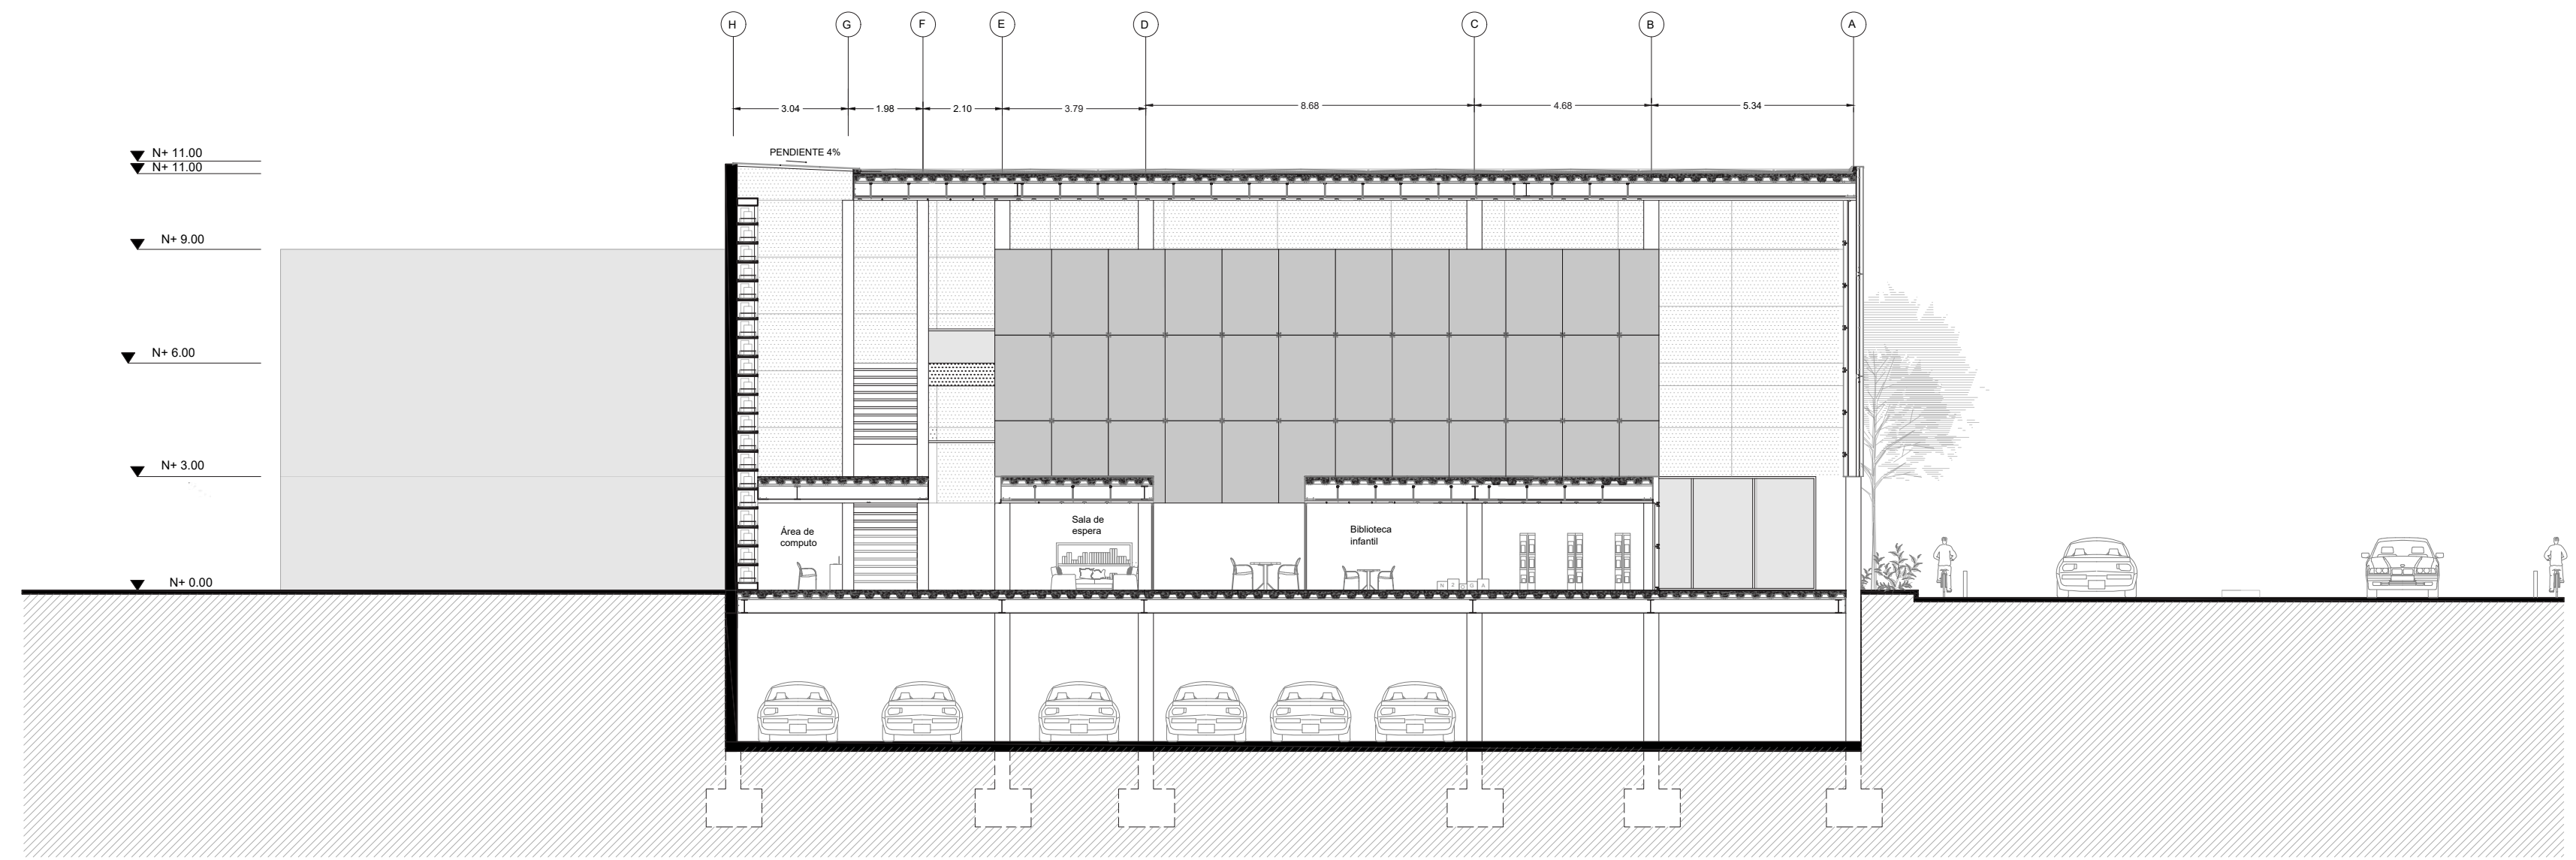 H G F E D C B A
3.04 1.98 2.10 3.79 8.68 4.68 5.34
N+ 11.00
PENDIENTE 4%
N+ 11.00
N+ 9.00
N+ 6.00
N+ 3.00
Área de
computo
Sala de
espera
Biblioteca
infantil
N+ 0.00